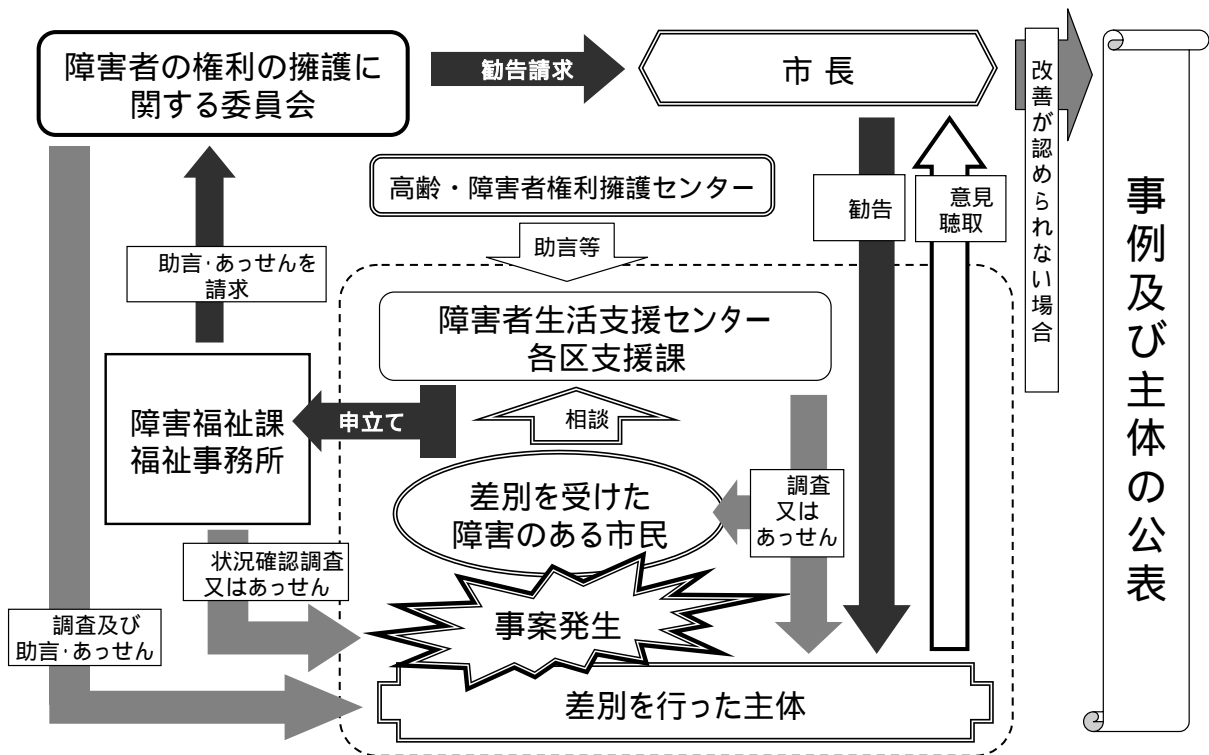 障害者の権利の擁護に
関する委員会
勧告請求
市長
改善が認められない場合
事例及び主体の公表
高齢・障害者権利擁護センター
助言等
勧告
意見
聴取
助言・あっせんを
請求
障害者生活支援センター
各区支援課
障害福祉課
福祉事務所
申立て
相談
差別を受けた
障害のある市民
調査
又は
あっせん
状況確認調査
又はあっせん
事案発生
調査及び
助言・あっせん
差別を行った主体